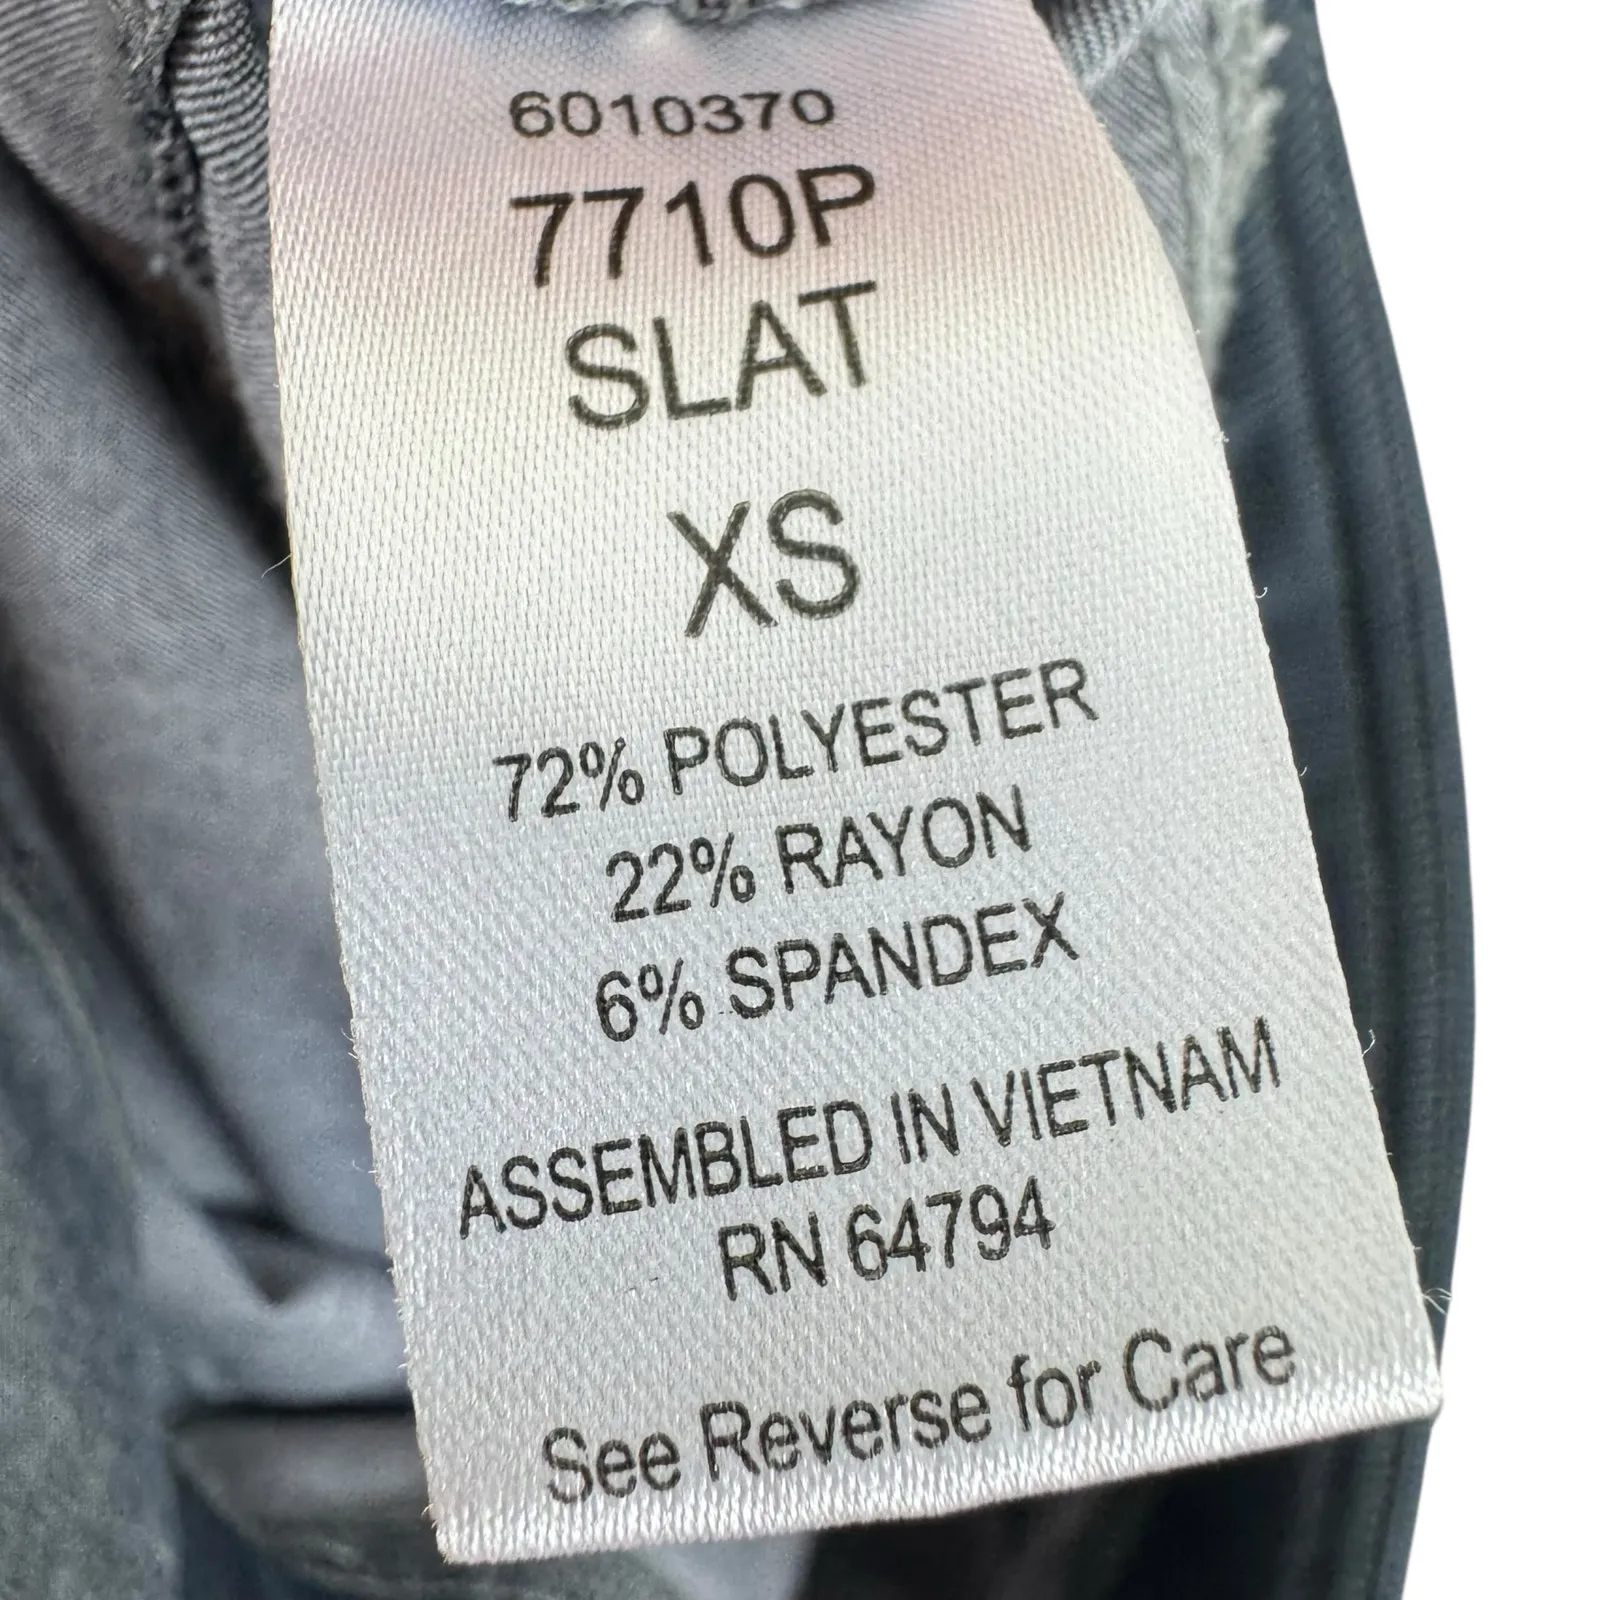 6010370
7710P
SLAT
XS
72% POLYESTER
22% RAYON
6% SPANDEX
ASSEMBLED IN VIETNAM
RN 64794
See Reverse for Care